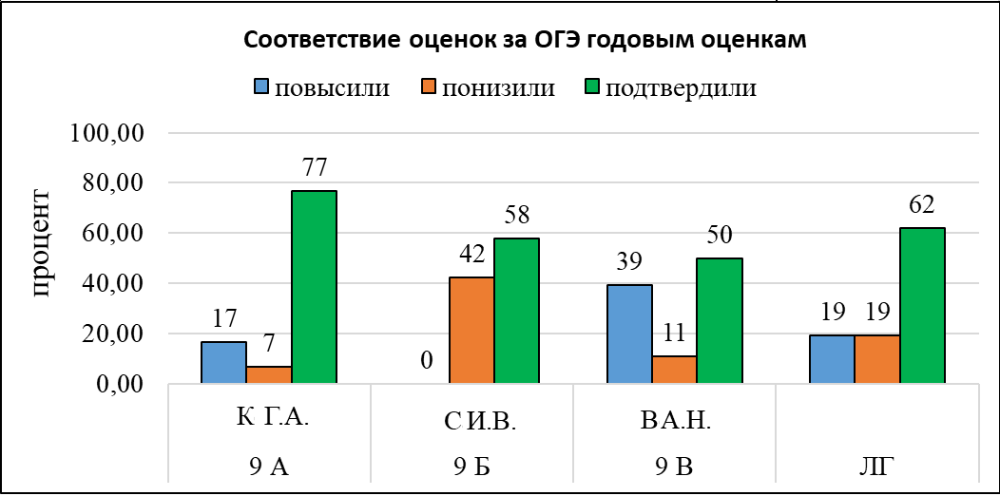 Соответствие оценок за ОГЭ годовым оценкам
повысили понизили подтвердили
процент
100,00
80,00
60,00
40,00
20,00
0,00
17 7 77
0 42 58
39 11 50
19 19 62
К Г.А. С И.В. В А.Н.
9 А 9 Б 9 В ЛГ